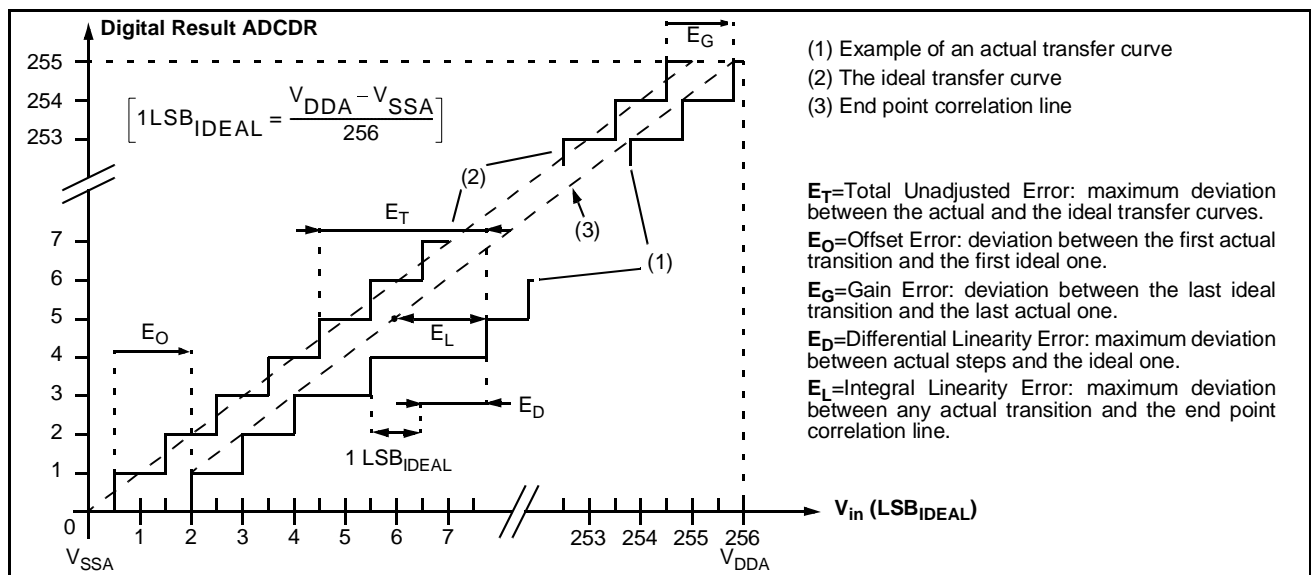 Digital Result ADCDR
E_G
255
254
253
[1LSB_IDEAL = (V_DDA – V_SSA) / 256]
(1) Example of an actual transfer curve
(2) The ideal transfer curve
(3) End point correlation line
(2)
E_T
(3)
(1)
7
6
5
4
3
2
1
0
E_O
E_L
E_D
1 LSB_IDEAL
E_T=Total Unadjusted Error: maximum deviation
between the actual and the ideal transfer curves.
E_O=Offset Error: deviation between the first actual
transition and the first ideal one.
E_G=Gain Error: deviation between the last ideal
transition and the last actual one.
E_D=Differential Linearity Error: maximum deviation
between actual steps and the ideal one.
E_L=Integral Linearity Error: maximum deviation
between any actual transition and the end point
correlation line.
V_in (LSB_IDEAL)
1 2 3 4 5 6 7 253 254 255 256
V_SSA
V_DDA